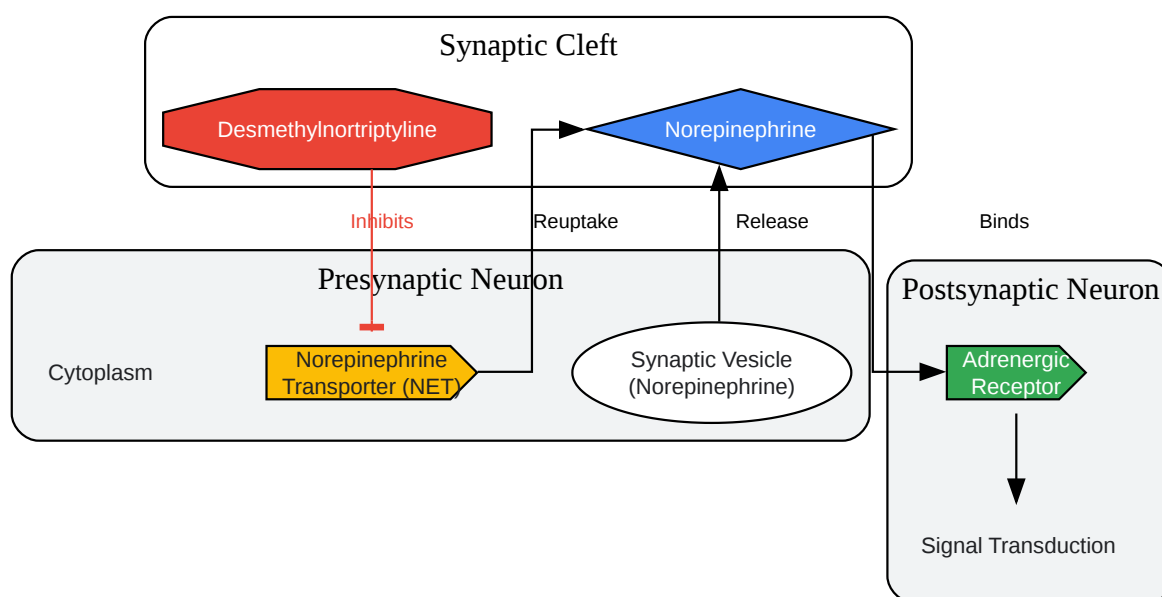 Synaptic Cleft
Desmethylnortriptyline
Norepinephrine
Inhibits
Reuptake
Release
Binds
Presynaptic Neuron
Postsynaptic Neuron
Cytoplasm
Norepinephrine
Transporter (NET)
Synaptic Vesicle
(Norepinephrine)
Adrenergic
Receptor
Signal Transduction